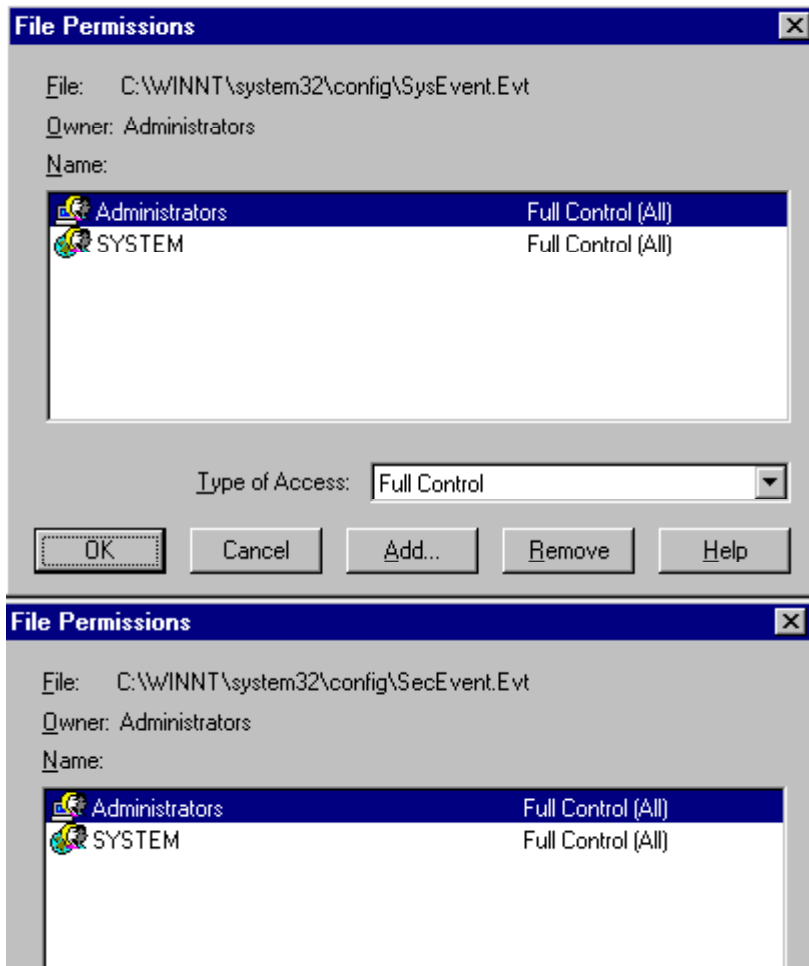 File Permissions
File: C:\WINNT\system32\config\SysEvent.Evt
Owner: Administrators
Name:
Administrators Full Control (All)
SYSTEM Full Control (All)
Type of Access: Full Control
OK Cancel Add... Remove Help
File Permissions
File: C:\WINNT\system32\config\SecEvent.Evt
Owner: Administrators
Name:
Administrators Full Control (All)
SYSTEM Full Control (All)